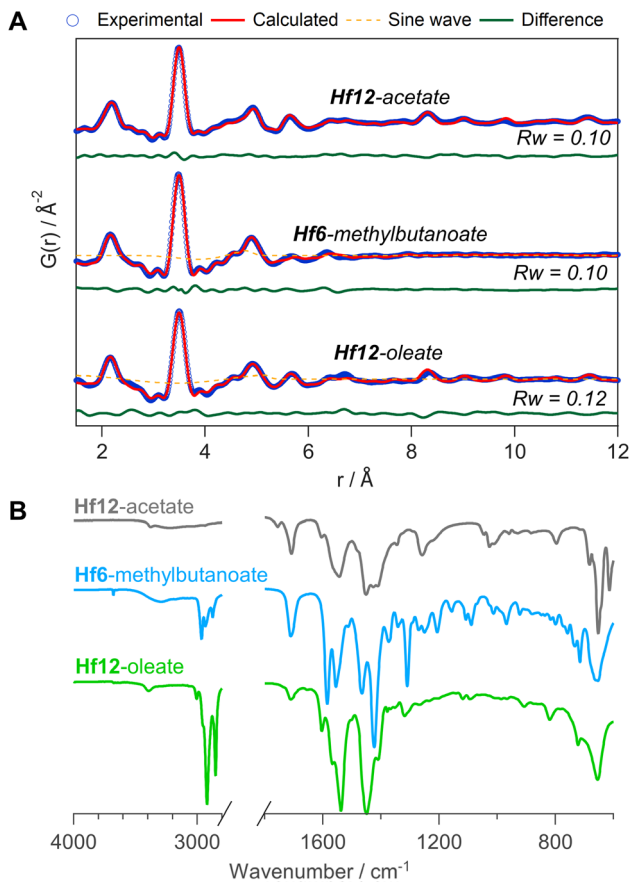 A
Experimental Calculated Sine wave Difference
Hf12-acetate
Rw = 0.10
Hf6-methylbutanoate
Rw = 0.10
Hf12-oleate
Rw = 0.12
G(r) / Å⁻²
2 4 6 8 10 12
r / Å
B
Hf12-acetate
Hf6-methylbutanoate
Hf12-oleate
4000 3000 1600 1200 800
Wavenumber / cm⁻¹